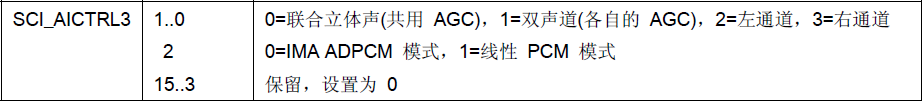 SCI_AICTRL3 1..0 0=联合立体声(共用 AGC)，1=双声道(各自的 AGC)，2=左通道，3=右通道
2 0=IMA ADPCM 模式，1=线性 PCM 模式
15..3 保留，设置为 0